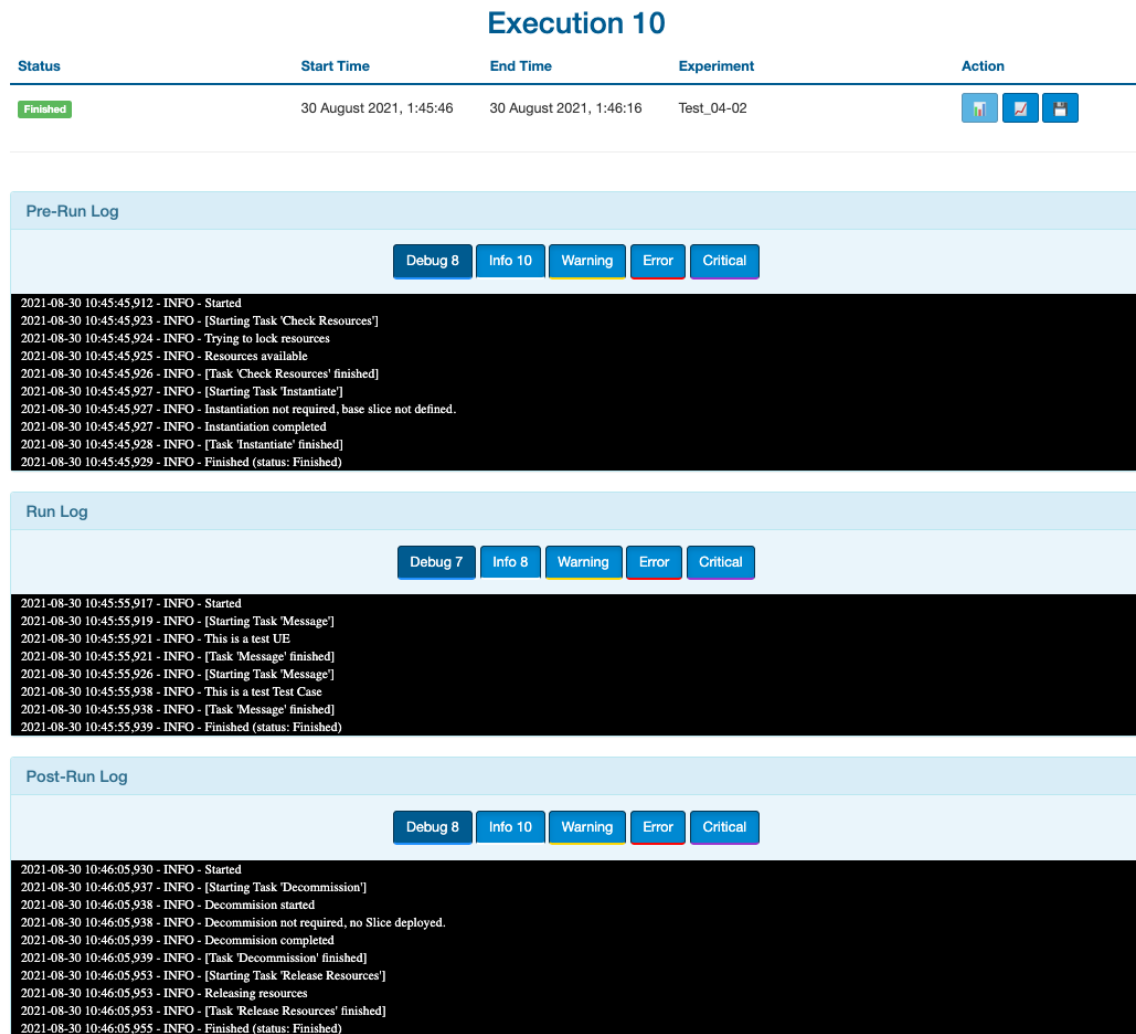 Execution 10
Status Start Time End Time Experiment Action
Finished 30 August 2021, 1:45:46 30 August 2021, 1:46:16 Test_04-02
Pre-Run Log
Debug 8 Info 10 Warning Error Critical
2021-08-30 10:45:45,912 - INFO - Started
2021-08-30 10:45:45,923 - INFO - [Starting Task 'Check Resources']
2021-08-30 10:45:45,924 - INFO - Trying to lock resources
2021-08-30 10:45:45,925 - INFO - Resources available
2021-08-30 10:45:45,926 - INFO - [Task 'Check Resources' finished]
2021-08-30 10:45:45,927 - INFO - [Starting Task 'Instantiate']
2021-08-30 10:45:45,927 - INFO - Instantiation not required, base slice not defined.
2021-08-30 10:45:45,927 - INFO - Instantiation completed
2021-08-30 10:45:45,928 - INFO - [Task 'Instantiate' finished]
2021-08-30 10:45:45,929 - INFO - Finished (status: Finished)
Run Log
Debug 7 Info 8 Warning Error Critical
2021-08-30 10:45:55,917 - INFO - Started
2021-08-30 10:45:55,919 - INFO - [Starting Task 'Message']
2021-08-30 10:45:55,921 - INFO - This is a test UE
2021-08-30 10:45:55,921 - INFO - [Task 'Message' finished]
2021-08-30 10:45:55,926 - INFO - [Starting Task 'Message']
2021-08-30 10:45:55,938 - INFO - This is a test Test Case
2021-08-30 10:45:55,938 - INFO - [Task 'Message' finished]
2021-08-30 10:45:55,939 - INFO - Finished (status: Finished)
Post-Run Log
Debug 8 Info 10 Warning Error Critical
2021-08-30 10:46:05,930 - INFO - Started
2021-08-30 10:46:05,937 - INFO - [Starting Task 'Decommission']
2021-08-30 10:46:05,938 - INFO - Decommision started
2021-08-30 10:46:05,938 - INFO - Decommision not required, no Slice deployed.
2021-08-30 10:46:05,939 - INFO - Decommision completed
2021-08-30 10:46:05,939 - INFO - [Task 'Decommission' finished]
2021-08-30 10:46:05,953 - INFO - [Starting Task 'Release Resources']
2021-08-30 10:46:05,953 - INFO - Releasing resources
2021-08-30 10:46:05,953 - INFO - [Task 'Release Resources' finished]
2021-08-30 10:46:05,955 - INFO - Finished (status: Finished)